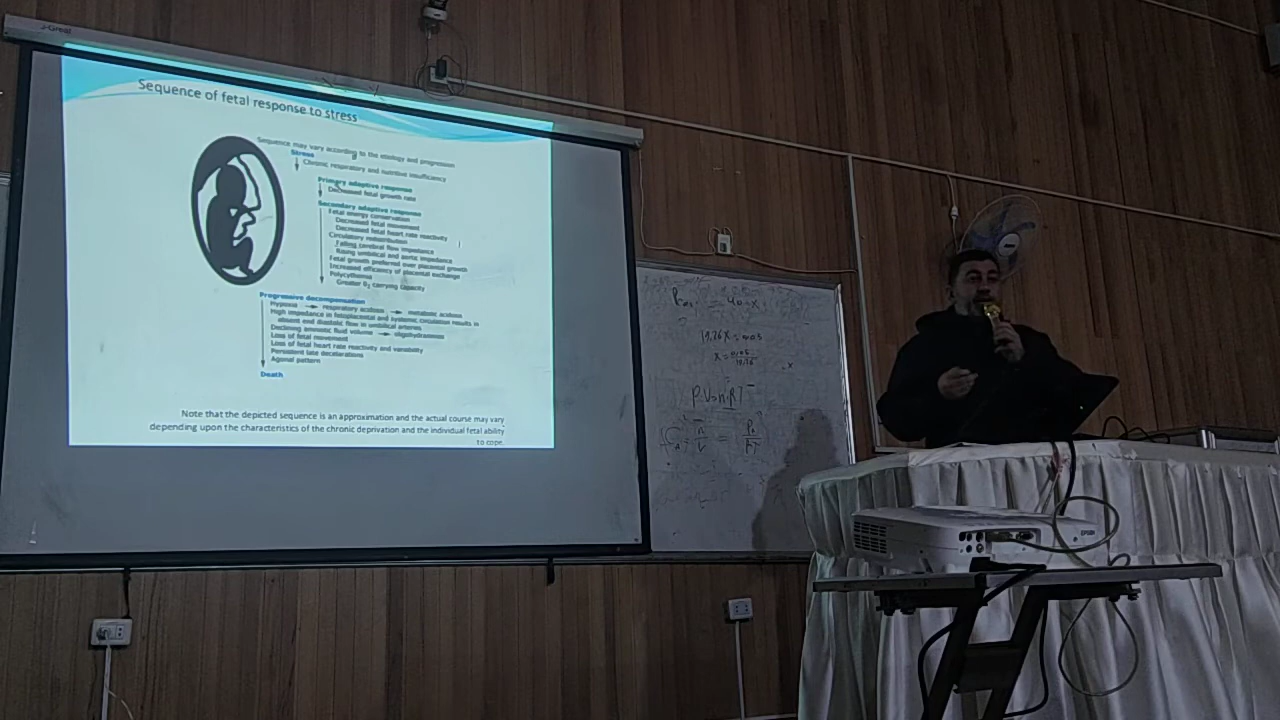 J-Great
Sequence of fetal response to stress
Sequence may vary according to the etiology and progression
Stress
Chronic respiratory and nutritive insufficiency
Primary adaptive response
Decreased fetal growth rate
Secondary adaptive response
Fetal energy conservation
Decreased fetal movement
Decreased fetal heart rate reactivity
Circulatory redistribution
Falling cerebral flow impedance
Rising umbilical and aortic impedance
Fetal growth preferred over placental growth
Increased efficiency of placental exchange
Polycythemia
Greater O₂ carrying capacity
Progressive decompensation
Hypoxia → respiratory acidosis → metabolic acidosis
High impedance in fetoplacental and systemic circulation results in
absent end diastolic flow in umbilical arteries
Declining amniotic fluid volume → oligohydramnios
Loss of fetal movement
Loss of fetal heart rate reactivity and variability
Persistent late decelerations
Agonal pattern
Death
Note that the depicted sequence is an approximation and the actual course may vary
depending upon the characteristics of the chronic deprivation and the individual fetal ability
to cope.
EPSON